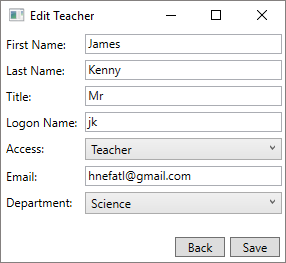 Edit Teacher
First Name: James
Last Name: Kenny
Title: Mr
Logon Name: jk
Access: Teacher
Email: hnefatl@gmail.com
Department: Science
Back Save